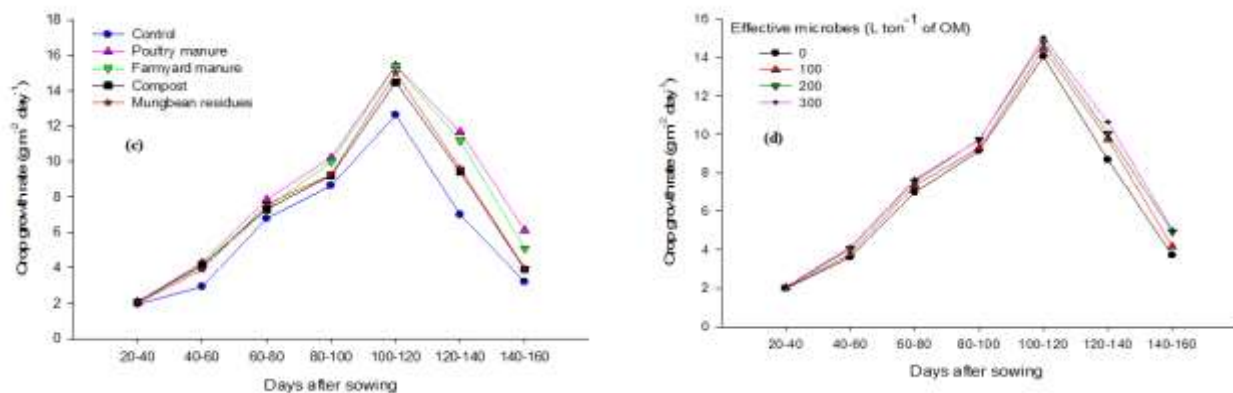 18
16
14
12
10
8
6
4
2
0
Crop growth rate (g m⁻² day⁻¹)
Control
Poultry manure
Farmyard manure
Compost
Mungbean residues
(c)
20-40 40-60 60-80 80-100 100-120 120-140 140-160
Days after sowing
16
14
12
10
8
6
4
2
0
Crop growth rate (g m⁻² day⁻¹)
Effective microbes (L ton⁻¹ of OM)
0
100
200
300
(d)
20-40 40-60 60-80 80-100 100-120 120-140 140-160
Days after sowing